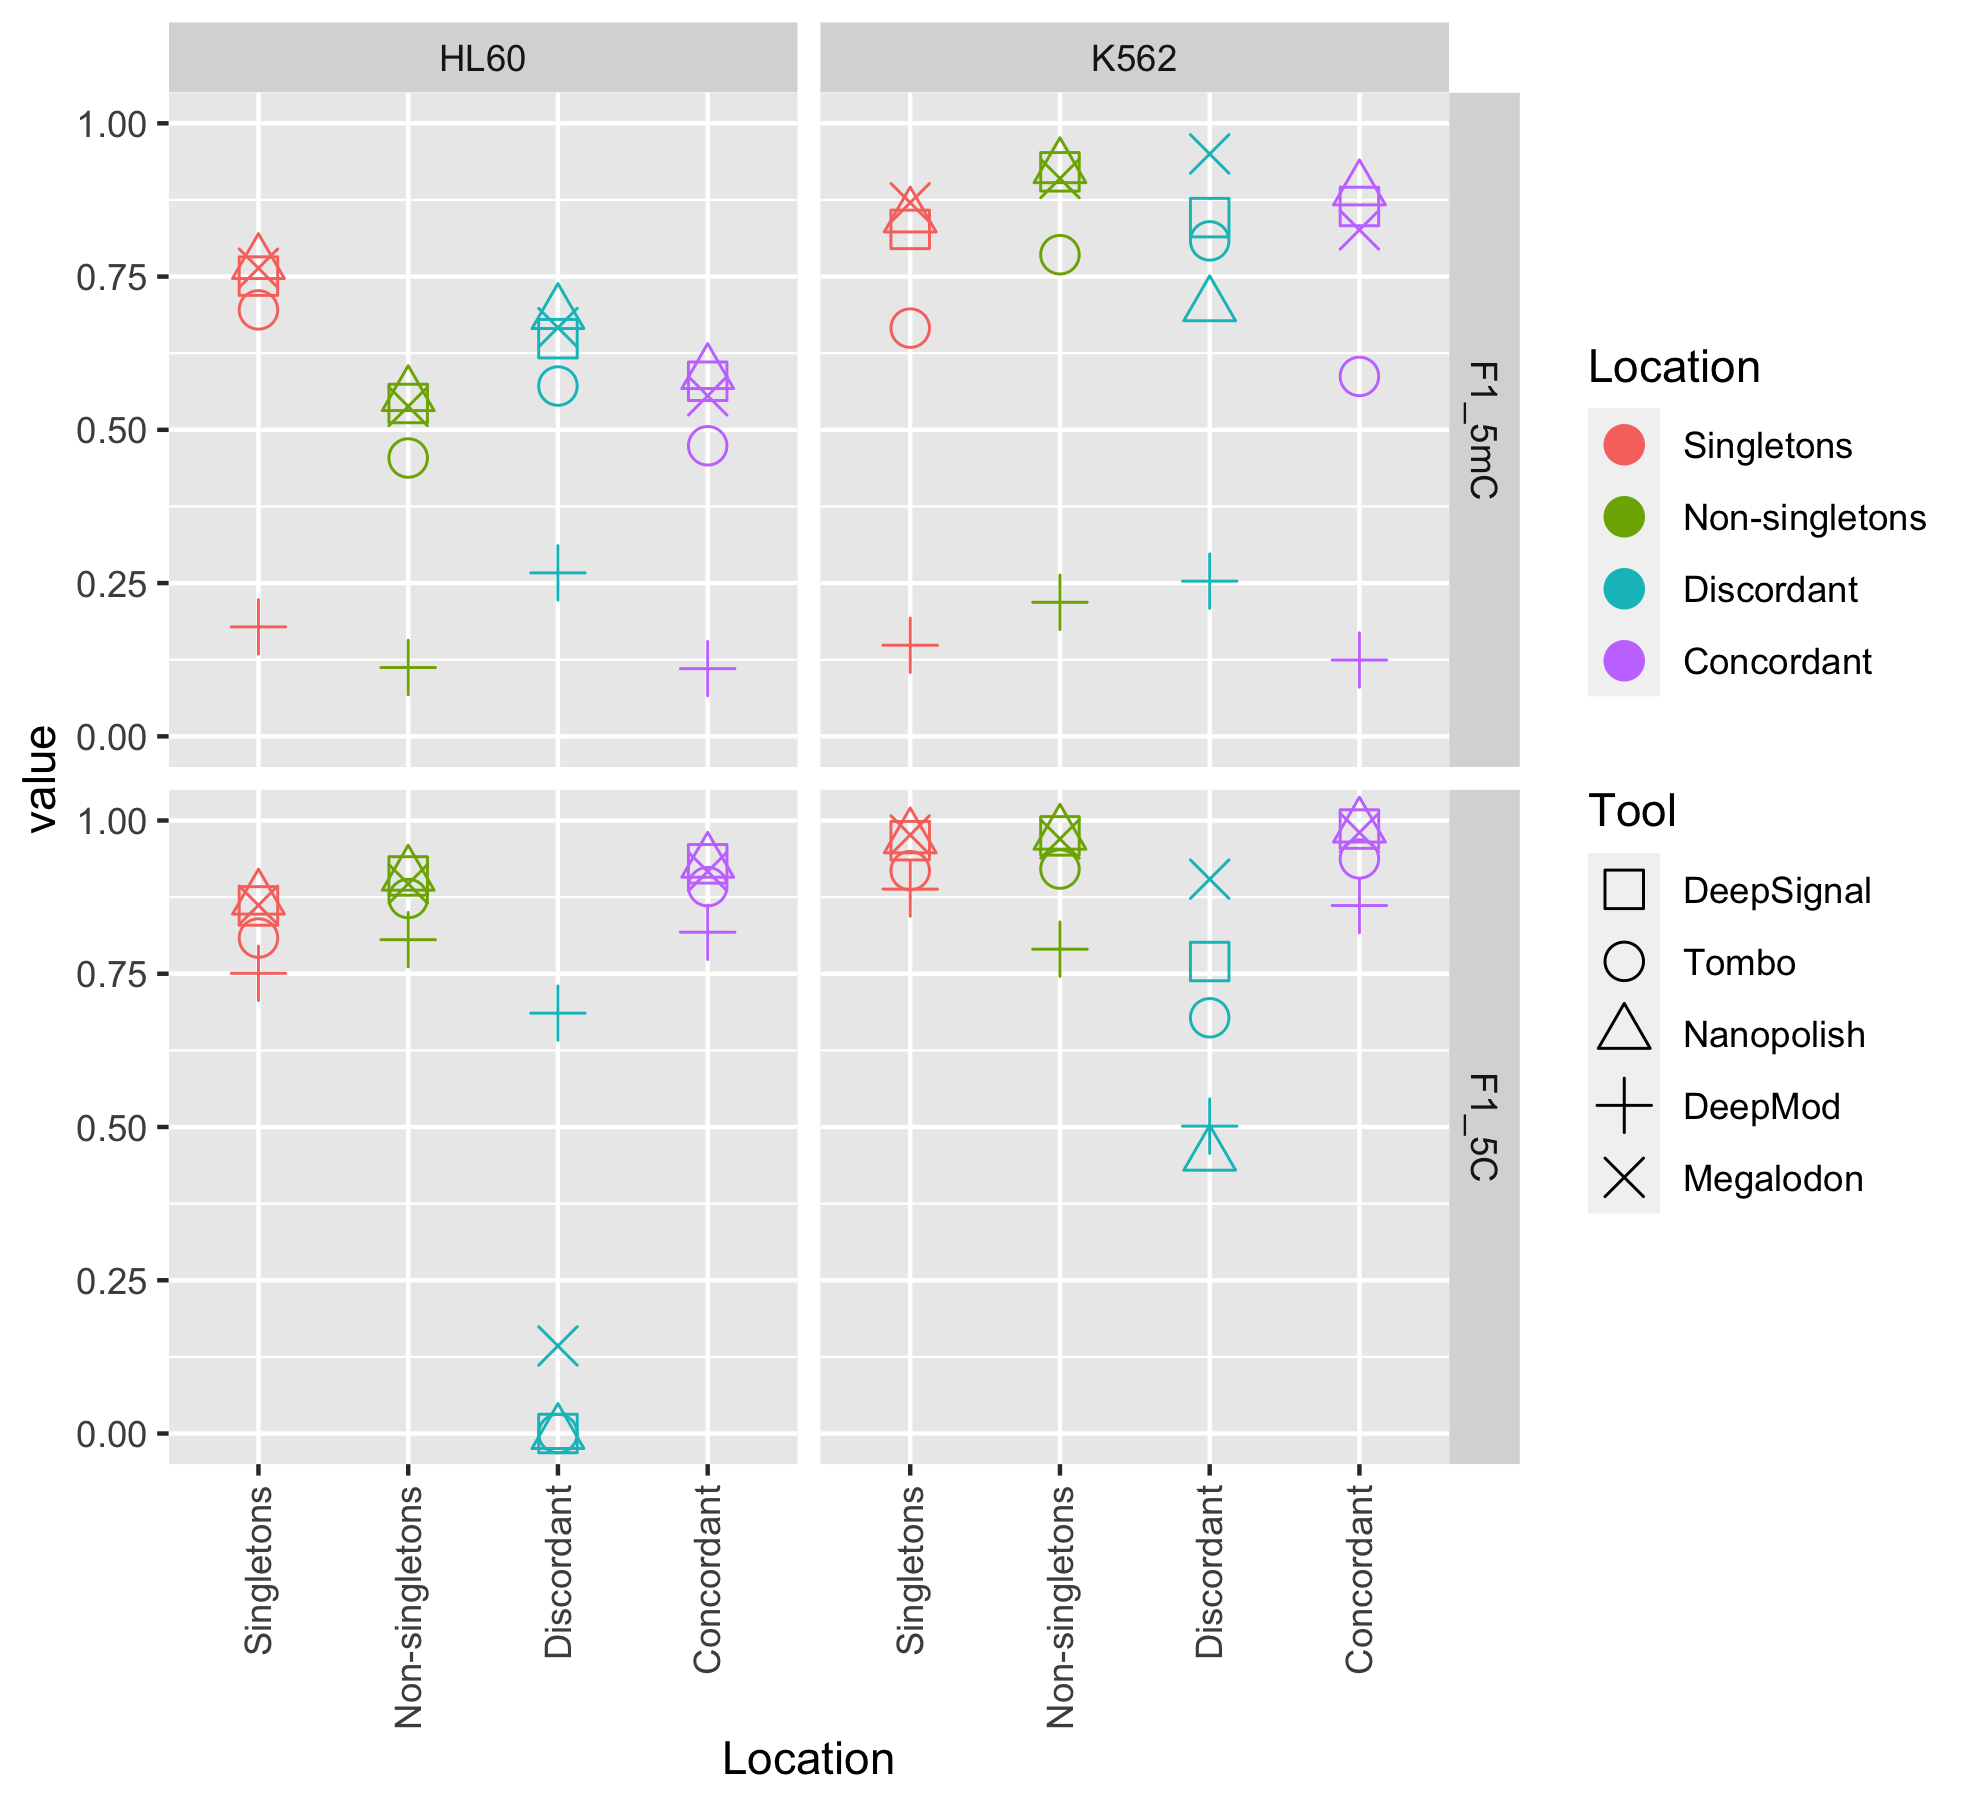 HL60
K562
1.00
0.75
0.50
0.25
0.00
F1_5mC
1.00
0.75
0.50
0.25
0.00
F1_5C
value
Singletons
Non-singletons
Discordant
Concordant
Singletons
Non-singletons
Discordant
Concordant
Location
Location
Singletons
Non-singletons
Discordant
Concordant
Tool
DeepSignal
Tombo
Nanopolish
DeepMod
Megalodon